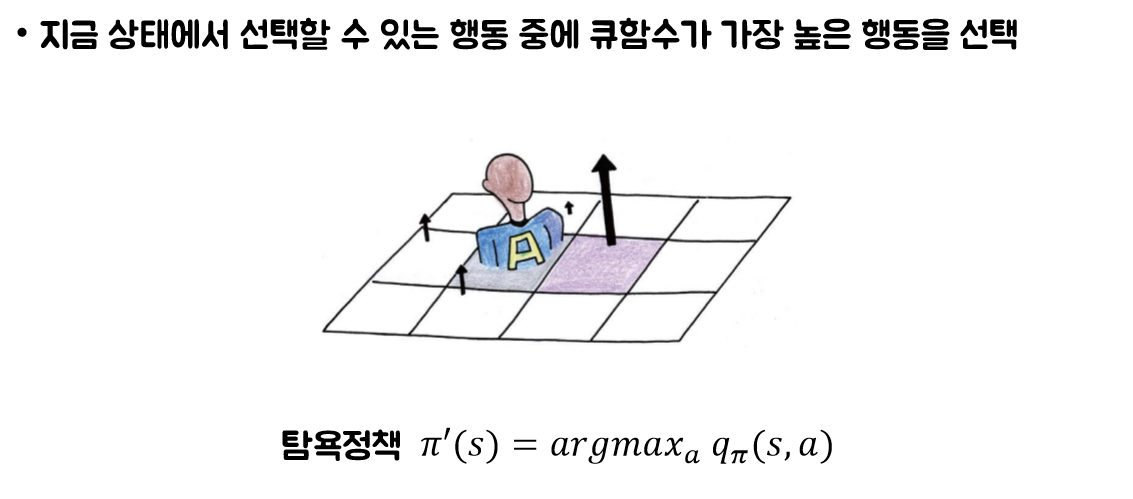 • 지금 상태에서 선택할 수 있는 행동 중에 큐함수가 가장 높은 행동을 선택
A
탐욕정책 π′(s) = argmaxₐ qπ(s, a)